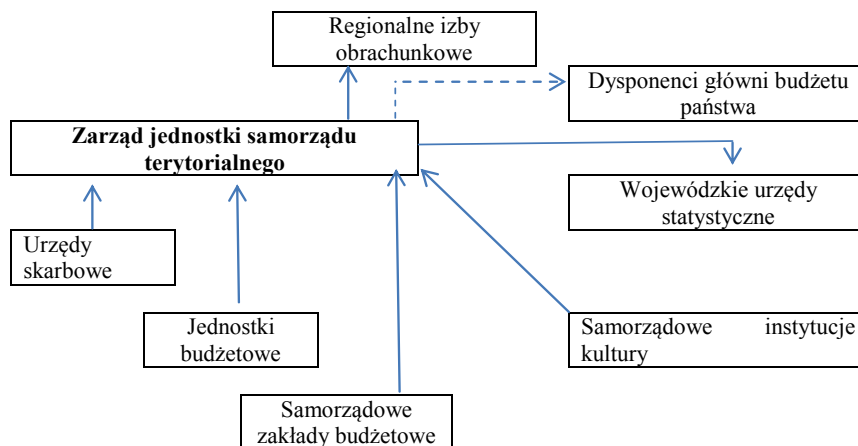 Regionalne izby
obrachunkowe
Dysponenci główni budżetu
państwa
Zarząd jednostki samorządu
terytorialnego
Wojewódzkie urzędy
statystyczne
Urzędy
skarbowe
Jednostki
budżetowe
Samorządowe instytucje
kultury
Samorządowe
zakłady budżetowe